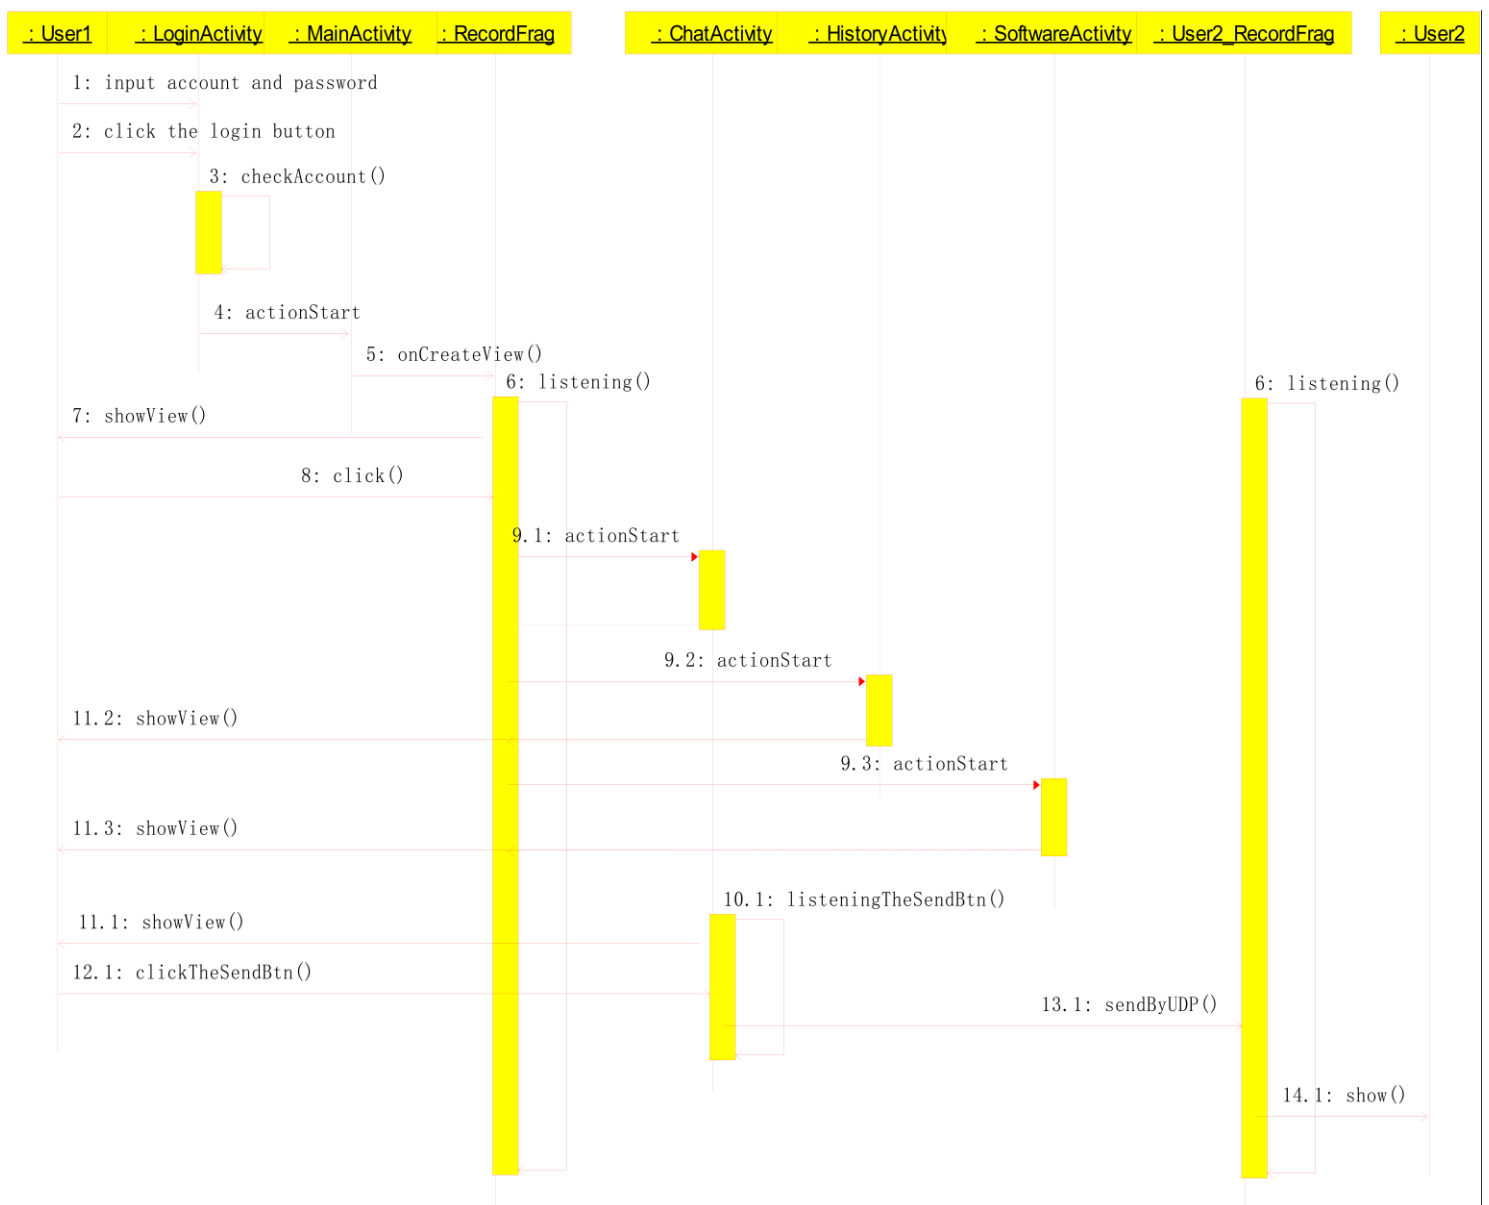 : User1
: LoginActivity
: MainActivity
: RecordFrag
: ChatActivity
: HistoryActivity
: SoftwareActivity
: User2_RecordFrag
: User2
1: input account and password
2: click the login button
3: checkAccount()
4: actionStart
5: onCreateView()
6: listening()
6: listening()
7: showView()
8: click()
9.1: actionStart
9.2: actionStart
11.2: showView()
9.3: actionStart
11.3: showView()
10.1: listeningTheSendBtn()
11.1: showView()
12.1: clickTheSendBtn()
13.1: sendByUDP()
14.1: show()